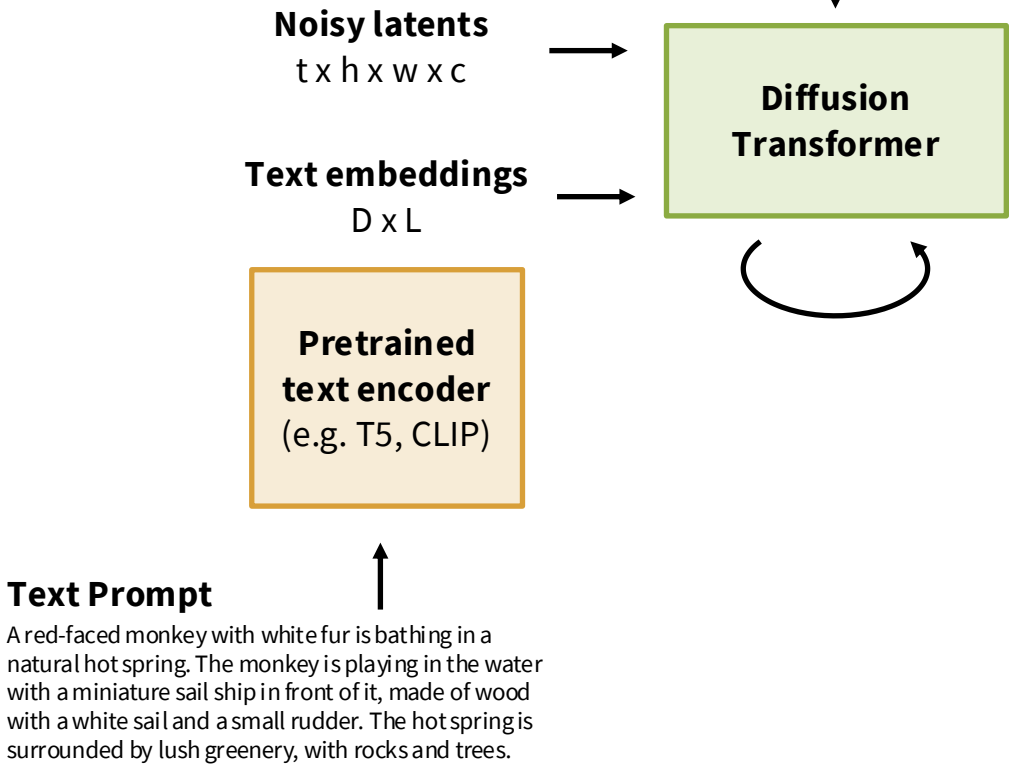 Noisy latents
t x h x w x c
Diffusion
Transformer
Text embeddings
D x L
Pretrained
text encoder
(e.g. T5, CLIP)
Text Prompt
A red-faced monkey with white fur is bathing in a
natural hot spring. The monkey is playing in the water
with a miniature sail ship in front of it, made of wood
with a white sail and a small rudder. The hot spring is
surrounded by lush greenery, with rocks and trees.